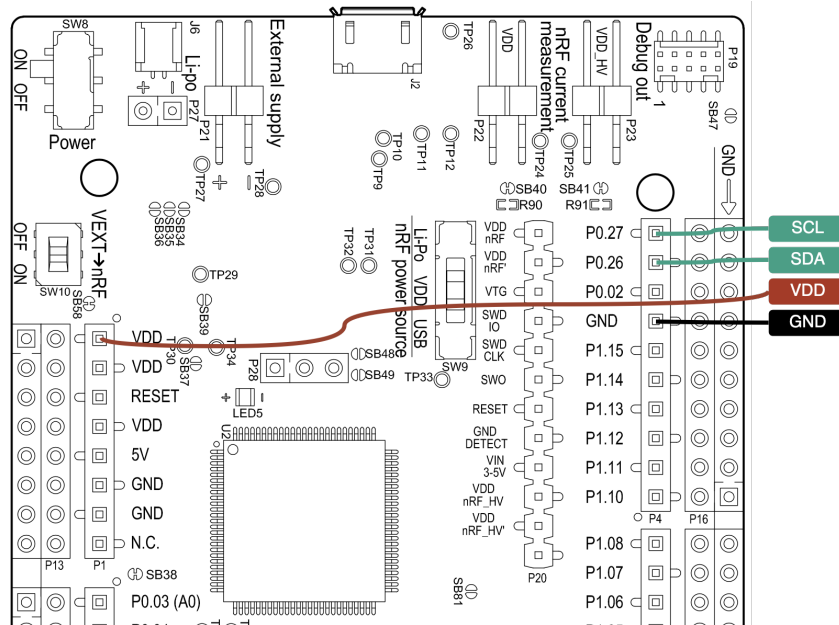 SW8
ON OFF
Power
J6
Li-po
+ −
P27
P21
External supply
+ −
J2
TP26
VDD
P22
nRF current
measurement
VDD_HV
P23
Debug out
P19
1
SB47
GND
TP27
TP28
TP10
TP9
TP11
TP12
TP24
TP25
SB40
R90
SB41
R91
SB36
SB35
SB34
OFF ON
SW10
VEXT→nRF
SB58
TP29
SB39
TP32
TP31
nRF power source
Li-Po VDD USB
SW9
VDD
nRF
VDD
nRF'
VTG
SWD
IO
SWD
CLK
SWO
RESET
GND
DETECT
VIN
3-5V
VDD
nRF_HV
VDD
nRF_HV'
P20
P0.27
P0.26
P0.02
GND
P1.15
P1.14
P1.13
P1.12
P1.11
P1.10
P4
P16
P1.08
P1.07
P1.06
SCL
SDA
VDD
GND
VDD
VDD
RESET
VDD
5V
GND
GND
N.C.
P13
P1
TP30
SB37
TP34
P28
SB48
SB49
TP33
+ −
LED5
U2
SB38
P0.03 (A0)
SB81